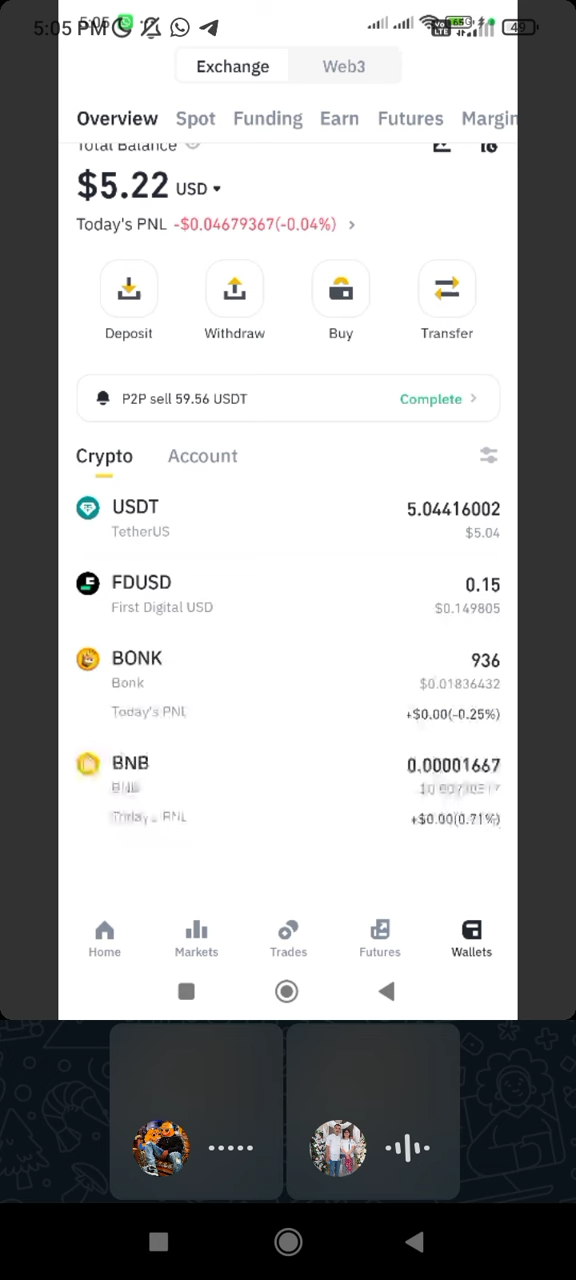 5:05 PM
49
Exchange Web3
Overview Spot Funding Earn Futures Margin
Total Balance
$5.22 USD
Today's PNL -$0.04679367(-0.04%)
Deposit Withdraw Buy Transfer
P2P sell 59.56 USDT Complete
Crypto Account
USDT 5.04416002
TetherUS $5.04
FDUSD 0.15
First Digital USD $0.149805
BONK 936
Bonk $0.01836432
Today's PNL +$0.00(-0.25%)
BNB 0.00001667
BNB
PNL +$0.00(0.71%)
Home Markets Trades Futures Wallets